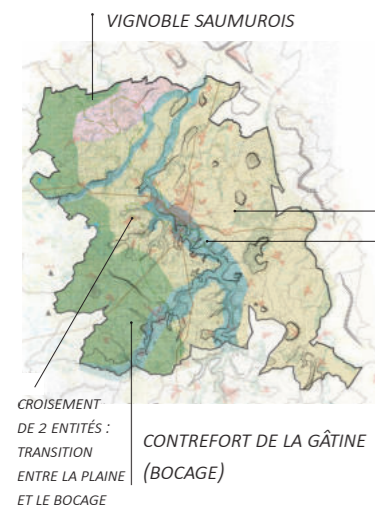 VIGNOBLE SAUMUROIS
CROISEMENT
DE 2 ENTITÉS :
TRANSITION
ENTRE LA PLAINE
ET LE BOCAGE
CONTREFORT DE LA GÂTINE
(BOCAGE)